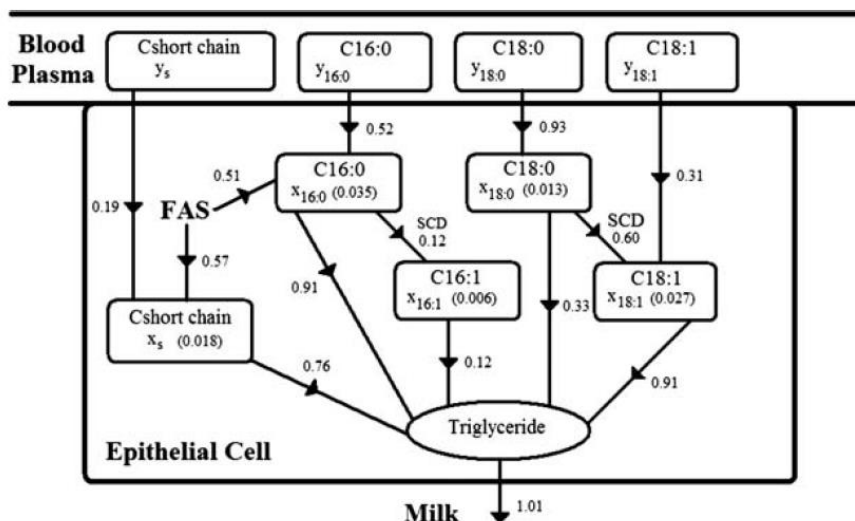 Blood
Plasma
Cshort chain
yₛ
C16:0
y₁₆:₀
C18:0
y₁₈:₀
C18:1
y₁₈:₁
0.52
0.93
0.19
0.51
FAS
0.57
C16:0
x₁₆:₀ (0.035)
SCD
0.12
C18:0
x₁₈:₀ (0.013)
SCD
0.60
0.31
C16:1
x₁₆:₁ (0.006)
C18:1
x₁₈:₁ (0.027)
Cshort chain
xₛ (0.018)
0.91
0.33
0.76
0.12
0.91
Triglyceride
Epithelial Cell
Milk
1.01